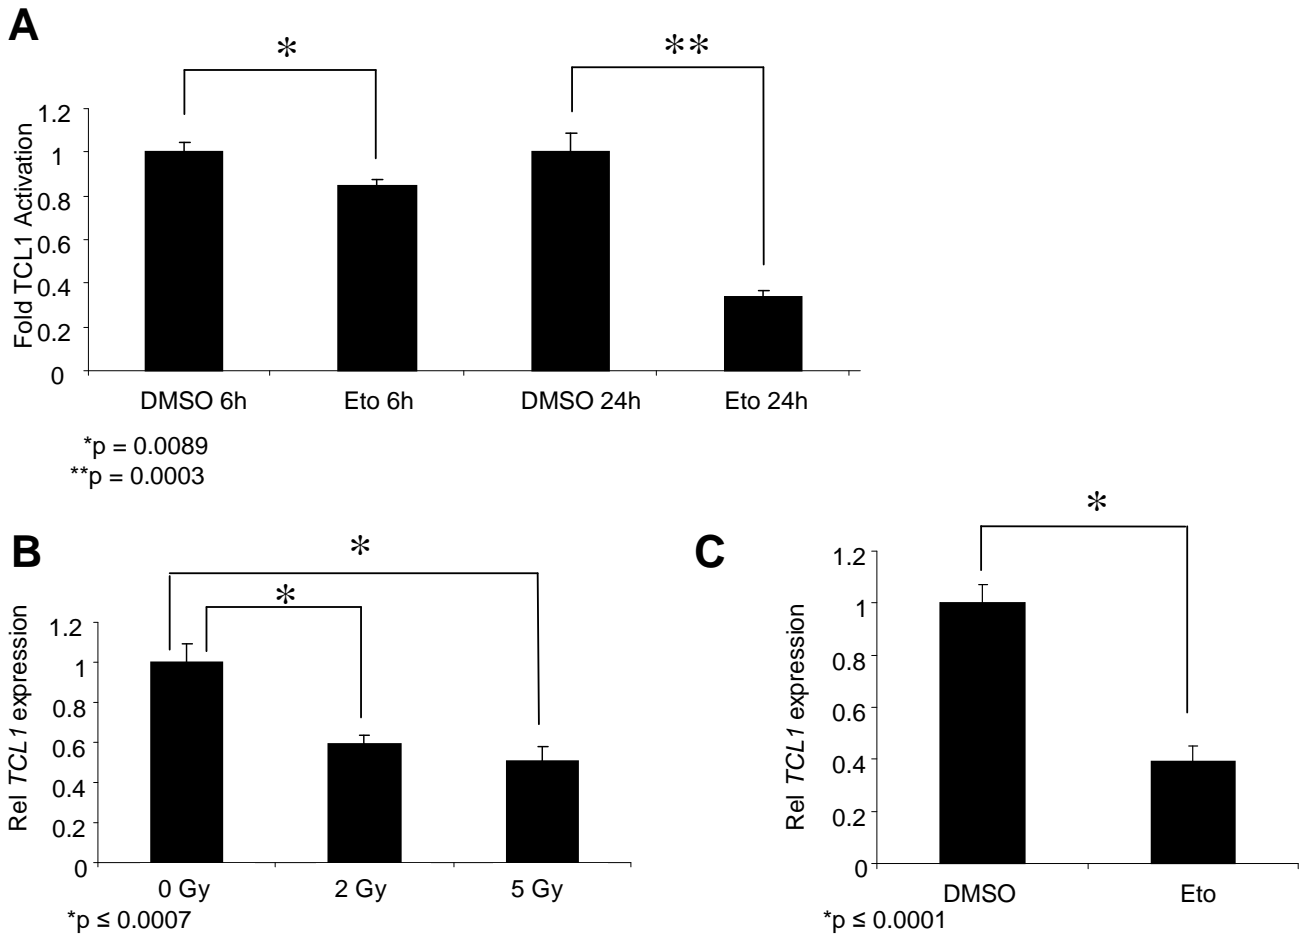 A
*
**
Fold TCL1 Activation
1.2
1
0.8
0.6
0.4
0.2
0
DMSO 6h
Eto 6h
DMSO 24h
Eto 24h
*p = 0.0089
**p = 0.0003
B
*
*
Rel TCL1 expression
1.2
1
0.8
0.6
0.4
0.2
0
0 Gy
2 Gy
5 Gy
*p ≤ 0.0007
C
*
Rel TCL1 expression
1.2
1
0.8
0.6
0.4
0.2
0
DMSO
Eto
*p ≤ 0.0001